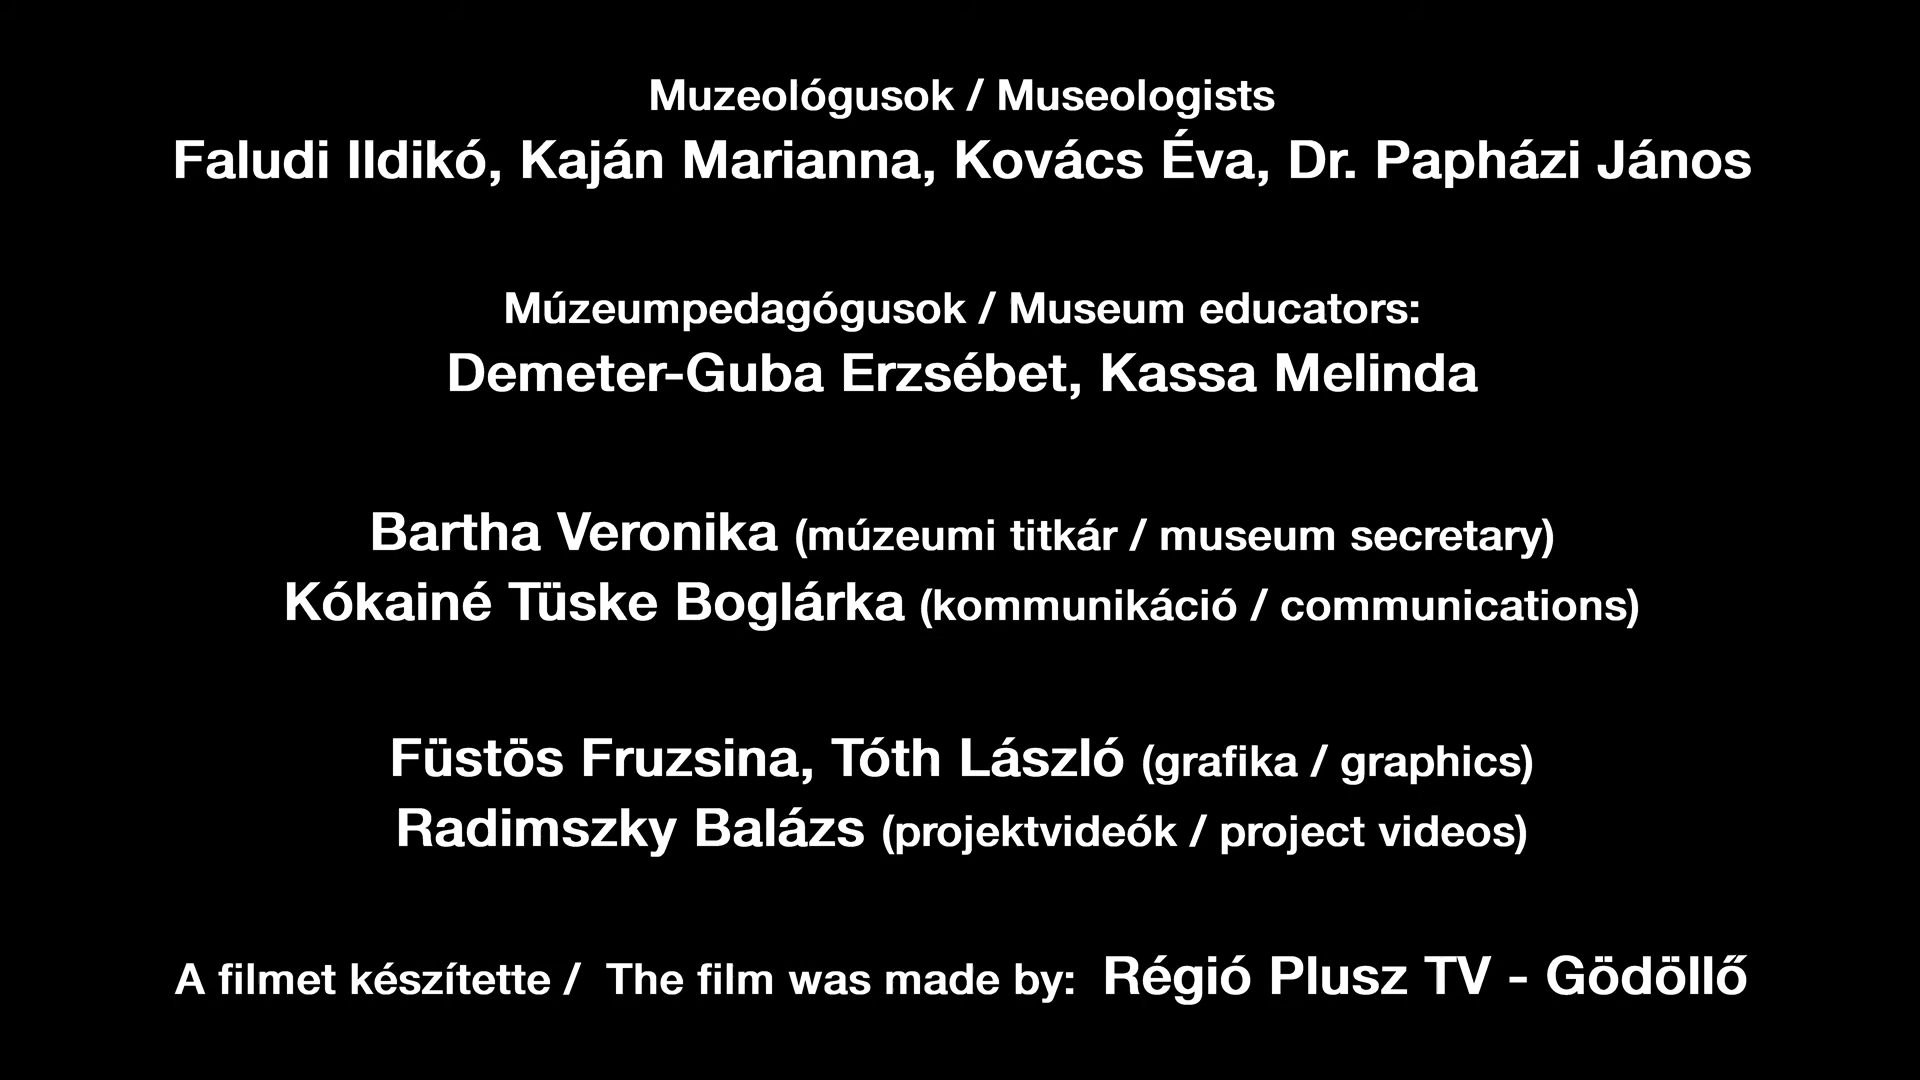 Muzeológusok / Museologists
Faludi Ildikó, Kaján Marianna, Kovács Éva, Dr. Papházi János
Múzeumpedagógusok / Museum educators:
Demeter-Guba Erzsébet, Kassa Melinda
Bartha Veronika (múzeumi titkár / museum secretary)
Kókainé Tüske Boglárka (kommunikáció / communications)
Füstös Fruzsina, Tóth László (grafika / graphics)
Radimszky Balázs (projektvideók / project videos)
A filmet készítette / The film was made by: Régió Plusz TV - Gödöllő